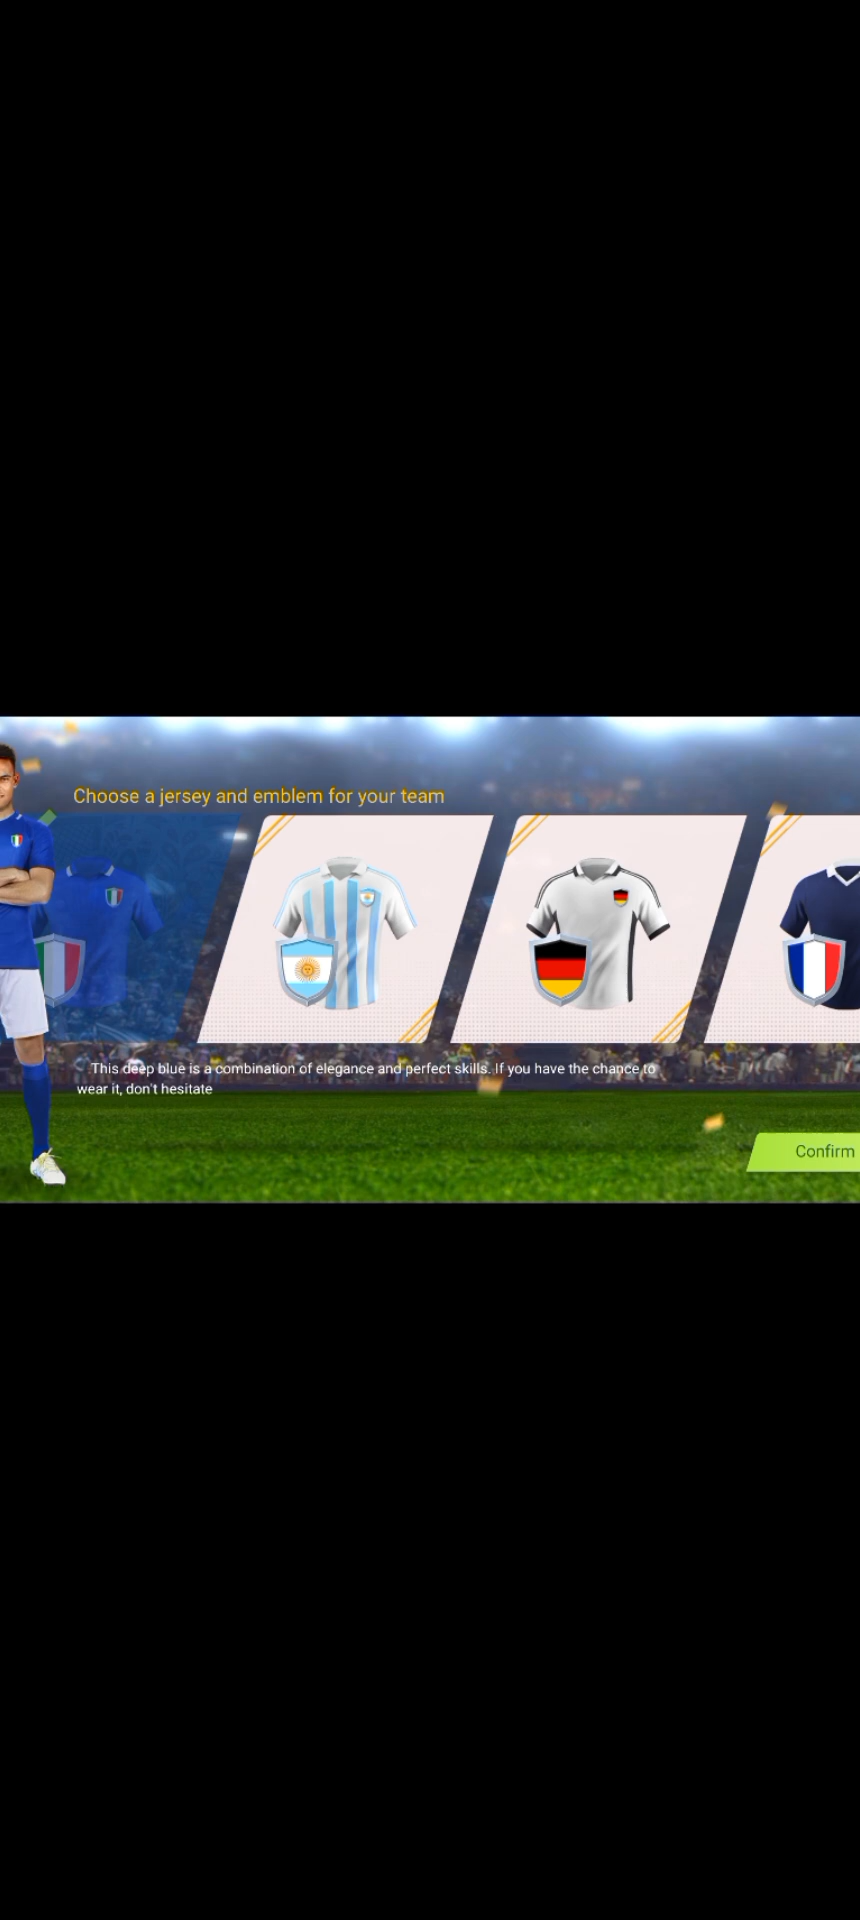 Choose a jersey and emblem for your team
This deep blue is a combination of elegance and perfect skills. If you have the chance to
wear it, don't hesitate
Confirm